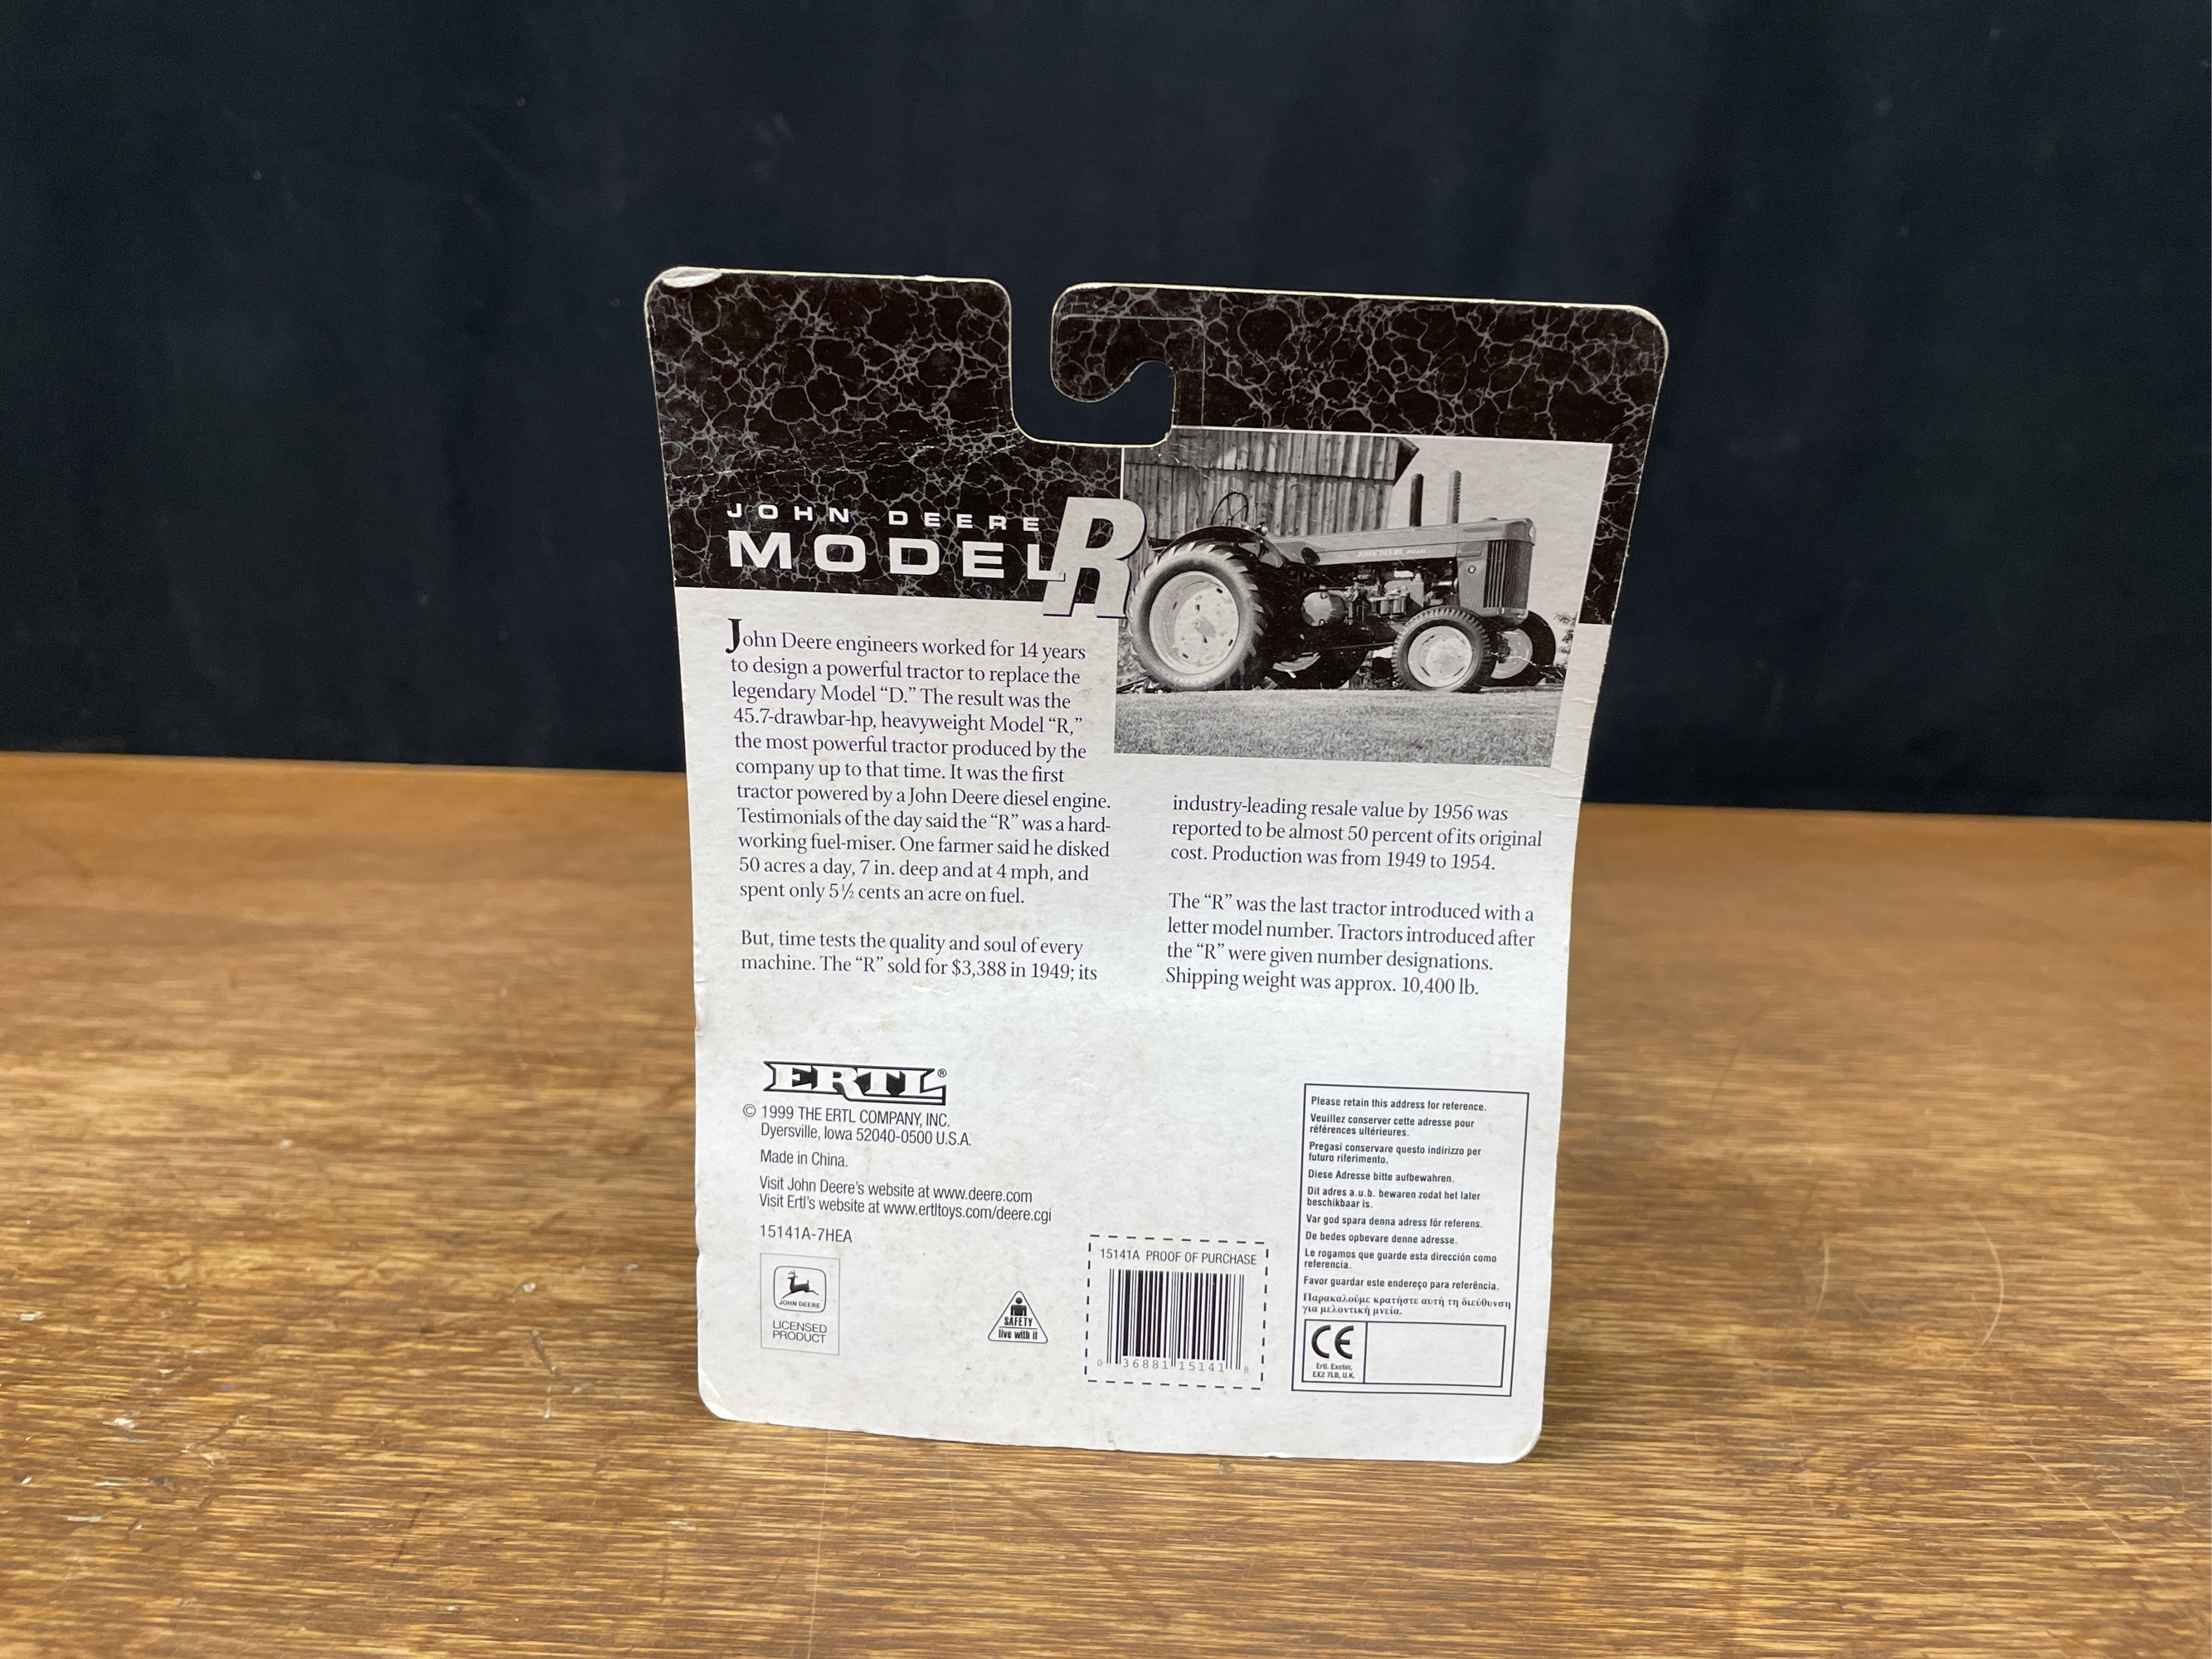 JOHN DEERE
MODEL R
John Deere engineers worked for 14 years
to design a powerful tractor to replace the
legendary Model “D.” The result was the
45.7-drawbar-hp, heavyweight Model “R,”
the most powerful tractor produced by the
company up to that time. It was the first
tractor powered by a John Deere diesel engine.
Testimonials of the day said the “R” was a hard-
working fuel-miser. One farmer said he disked
50 acres a day, 7 in. deep and at 4 mph, and
spent only 5½ cents an acre on fuel.
But, time tests the quality and soul of every
machine. The “R” sold for $3,388 in 1949; its
JOHN DEERE DIESEL
R
industry-leading resale value by 1956 was
reported to be almost 50 percent of its original
cost. Production was from 1949 to 1954.
The “R” was the last tractor introduced with a
letter model number. Tractors introduced after
the “R” were given number designations.
Shipping weight was approx. 10,400 lb.
ERTL®
© 1999 THE ERTL COMPANY, INC.
Dyersville, Iowa 52040-0500 U.S.A.
Made in China.
Visit John Deere’s website at www.deere.com
Visit Ertl’s website at www.ertltoys.com/deere.cgi
15141A-7HEA
JOHN DEERE
LICENSED
PRODUCT
SAFETY
live with it
15141A PROOF OF PURCHASE
0 36881 15141 8
Please retain this address for reference.
Veuillez conserver cette adresse pour
références ultérieures.
Pregasi conservare questo indirizzo per
futuro riferimento.
Diese Adresse bitte aufbewahren.
Dit adres a.u.b. bewaren zodat het later
beschikbaar is.
Var god spara denna adress för referens.
De bedes opbevare denne adresse.
Le rogamos que guarde esta dirección como
referencia.
Favor guardar este endereço para referência.
Παρακαλούμε κρατήστε αυτή τη διεύθυνση
για μελοντική μνεία.
CE
Ertl. Exeter,
EX2 7LB, U.K.